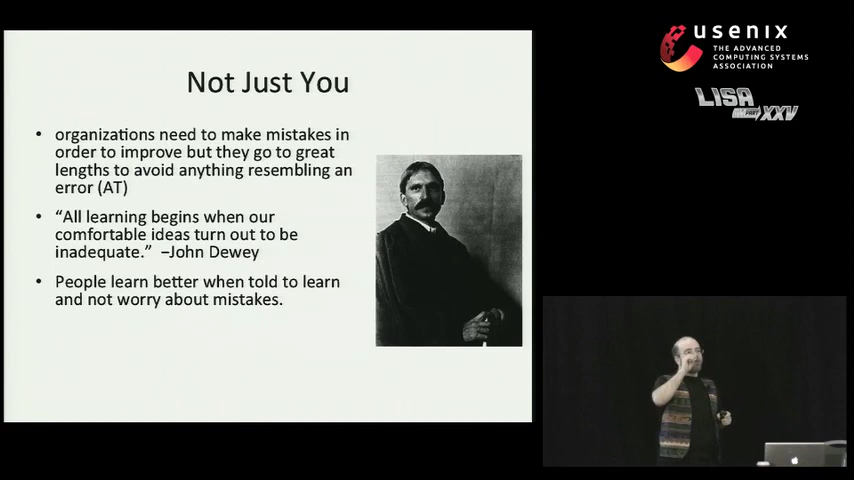 Not Just You
• organizations need to make mistakes in
order to improve but they go to great
lengths to avoid anything resembling an
error (AT)
• “All learning begins when our
comfortable ideas turn out to be
inadequate.” –John Dewey
• People learn better when told to learn
and not worry about mistakes.
usenix
THE ADVANCED
COMPUTING SYSTEMS
ASSOCIATION
LISA
PART XXV